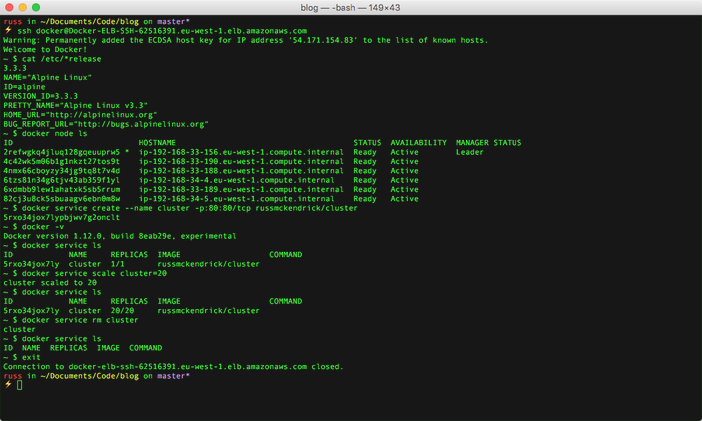 blog — -bash — 149×43
russ in ~/Documents/Code/blog on master*
⚡ ssh docker@Docker-ELB-SSH-62516391.eu-west-1.elb.amazonaws.com
Warning: Permanently added the ECDSA host key for IP address '54.171.154.83' to the list of known hosts.
Welcome to Docker!
~ $ cat /etc/*release
3.3.3
NAME="Alpine Linux"
ID=alpine
VERSION_ID=3.3.3
PRETTY_NAME="Alpine Linux v3.3"
HOME_URL="http://alpinelinux.org"
BUG_REPORT_URL="http://bugs.alpinelinux.org"
~ $ docker node ls
ID HOSTNAME STATUS AVAILABILITY MANAGER STATUS
2refwgkq4jluq128gqeuuprw5 * ip-192-168-33-156.eu-west-1.compute.internal Ready Active Leader
4c42wk5m06b1g1nkzt27tos9t ip-192-168-33-190.eu-west-1.compute.internal Ready Active
4nmx66cboyzy34jg9tq8t7v4d ip-192-168-33-188.eu-west-1.compute.internal Ready Active
6tzs81n34g6tjv43ab359f1yl ip-192-168-34-4.eu-west-1.compute.internal Ready Active
6xdmbb9lew1ahatxk5sb5rrum ip-192-168-33-189.eu-west-1.compute.internal Ready Active
82cj3u8ck5sbuaagv6ebn0m8w ip-192-168-34-5.eu-west-1.compute.internal Ready Active
~ $ docker service create --name cluster -p:80:80/tcp russmckendrick/cluster
5rxo34jox7lypbjwv7g2onclt
~ $ docker -v
Docker version 1.12.0, build 8eab29e, experimental
~ $ docker service ls
ID NAME REPLICAS IMAGE COMMAND
5rxo34jox7ly cluster 1/1 russmckendrick/cluster
~ $ docker service scale cluster=20
cluster scaled to 20
~ $ docker service ls
ID NAME REPLICAS IMAGE COMMAND
5rxo34jox7ly cluster 20/20 russmckendrick/cluster
~ $ docker service rm cluster
cluster
~ $ docker service ls
ID NAME REPLICAS IMAGE COMMAND
~ $ exit
Connection to docker-elb-ssh-62516391.eu-west-1.elb.amazonaws.com closed.
russ in ~/Documents/Code/blog on master*
⚡